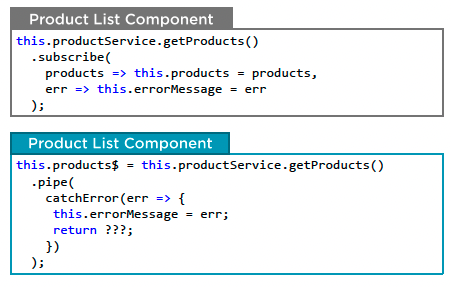 Product List Component
this.productService.getProducts()
  .subscribe(
    products => this.products = products,
    err => this.errorMessage = err
  );
Product List Component
this.products$ = this.productService.getProducts()
  .pipe(
    catchError(err => {
     this.errorMessage = err;
     return ???;
    })
  );